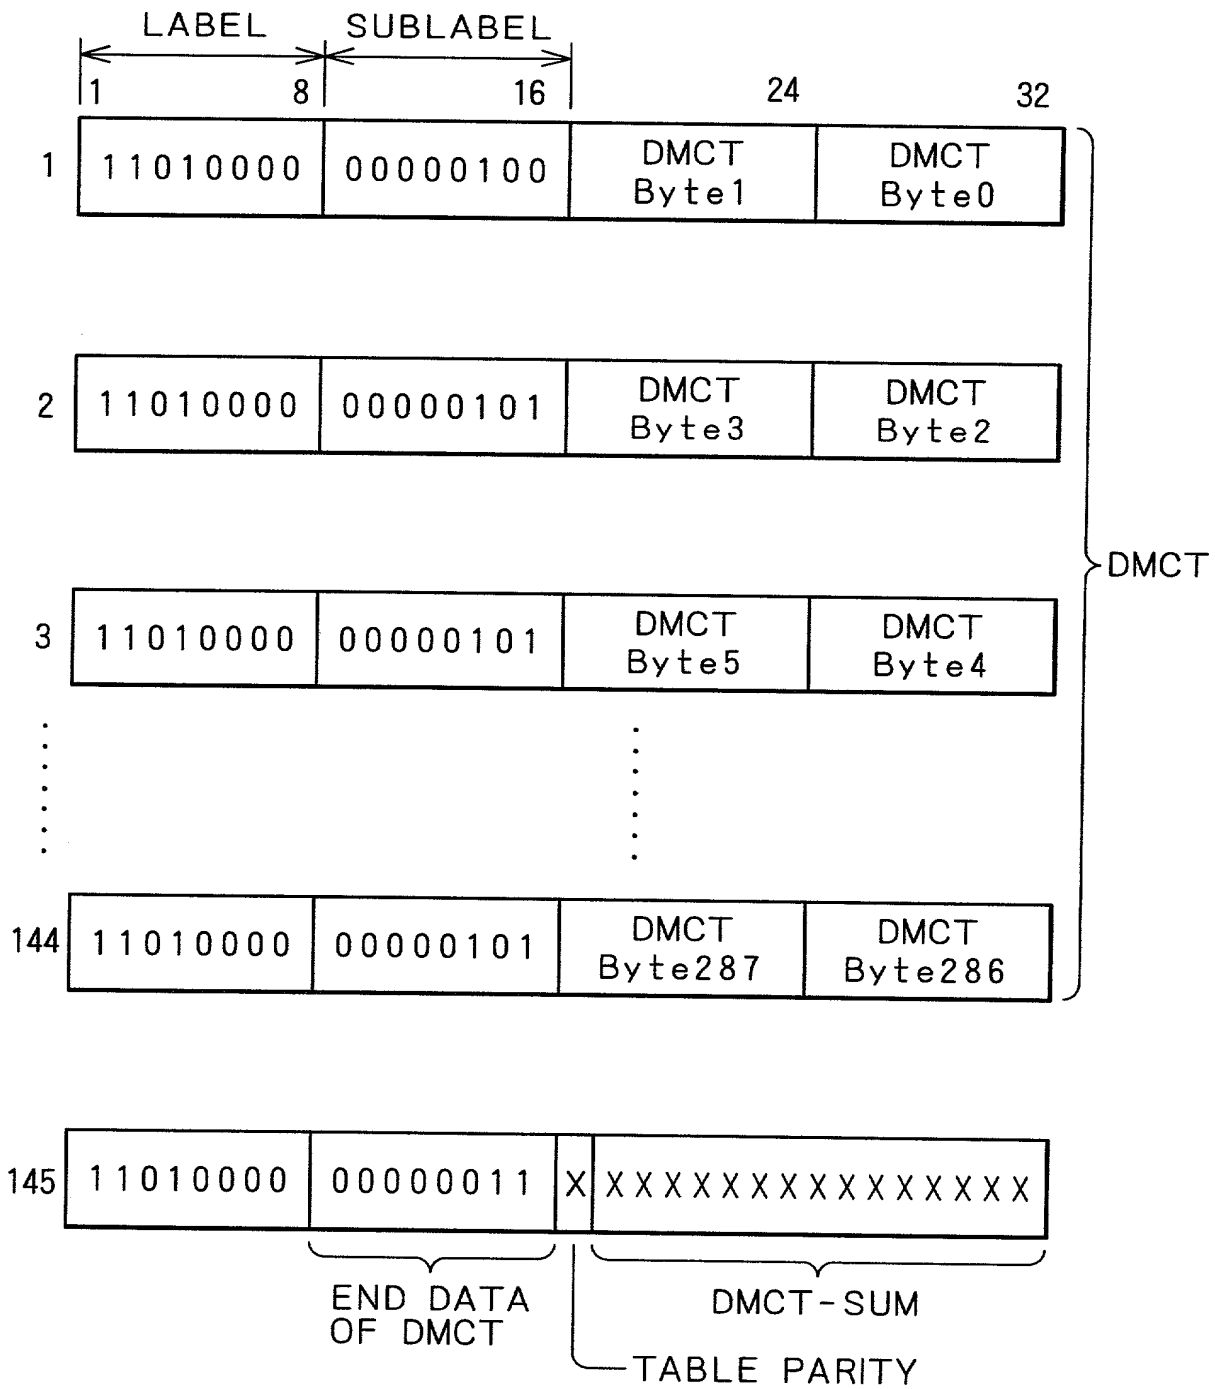 LABEL SUBLABEL
1 8 16 24 32
1 11010000 00000100 DMCT Byte1 DMCT Byte0
2 11010000 00000101 DMCT Byte3 DMCT Byte2
DMCT
3 11010000 00000101 DMCT Byte5 DMCT Byte4
144 11010000 00000101 DMCT Byte287 DMCT Byte286
145 11010000 00000011 X XXXXXXXXXXXXXXX
END DATA
OF DMCT
DMCT-SUM
TABLE PARITY